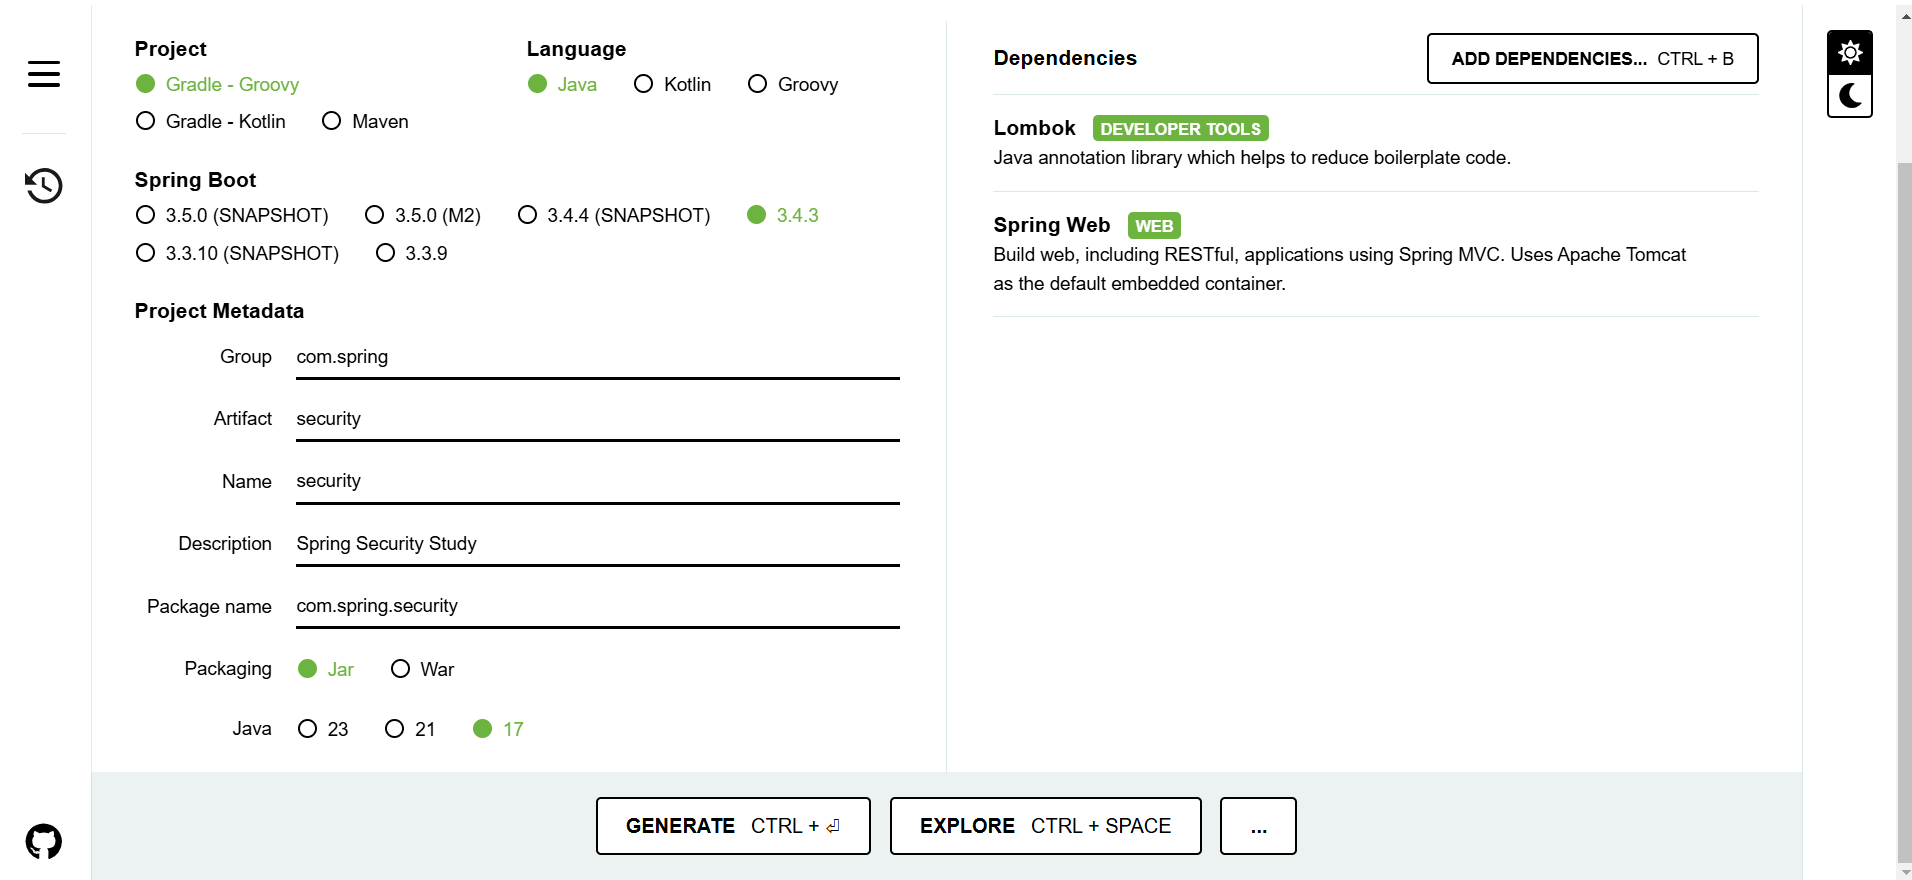 Project
Gradle - Groovy
Gradle - Kotlin Maven
Language
Java Kotlin Groovy
Spring Boot
3.5.0 (SNAPSHOT) 3.5.0 (M2) 3.4.4 (SNAPSHOT) 3.4.3
3.3.10 (SNAPSHOT) 3.3.9
Project Metadata
Group com.spring
Artifact security
Name security
Description Spring Security Study
Package name com.spring.security
Packaging Jar War
Java 23 21 17
Dependencies
ADD DEPENDENCIES... CTRL + B
Lombok DEVELOPER TOOLS
Java annotation library which helps to reduce boilerplate code.
Spring Web WEB
Build web, including RESTful, applications using Spring MVC. Uses Apache Tomcat
as the default embedded container.
GENERATE CTRL + ⏎
EXPLORE CTRL + SPACE
...